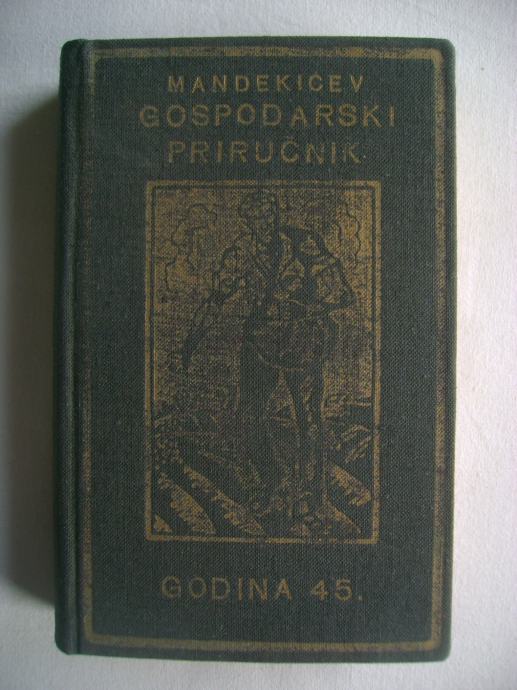 MANDEKIĆEV
GOSPODARSKI
PRIRUČNIK
GODINA 45.